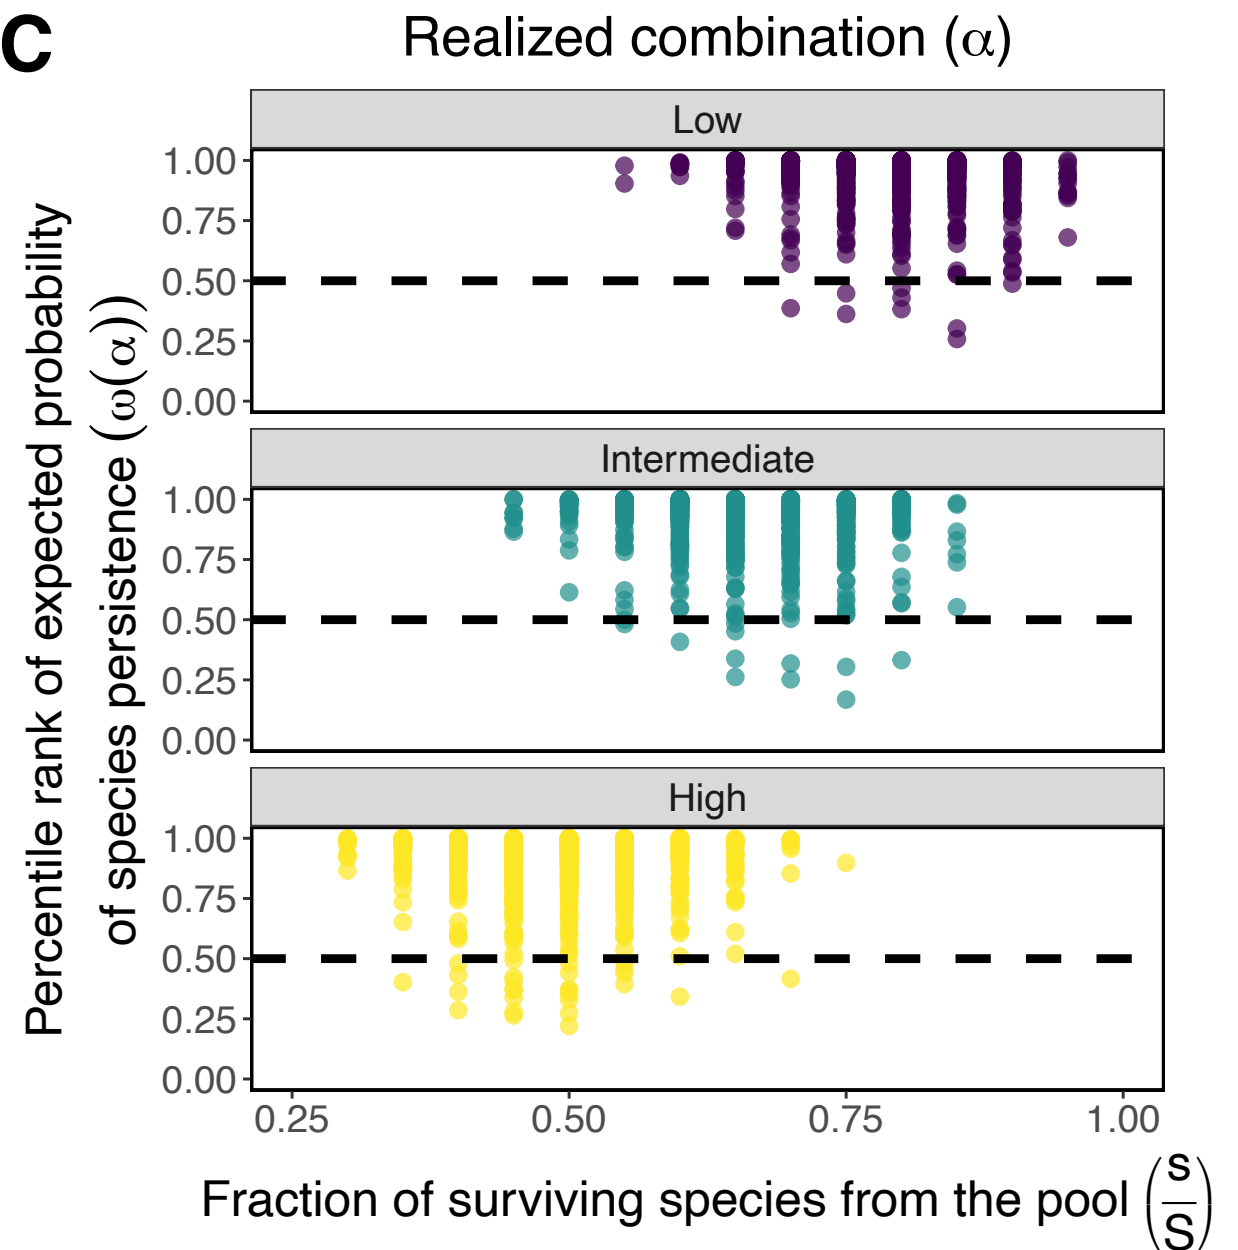 C
Realized combination (α)
Percentile rank of expected probability
of species persistence (ω(α))
Low
1.00
0.75
0.50
0.25
0.00
Intermediate
1.00
0.75
0.50
0.25
0.00
High
1.00
0.75
0.50
0.25
0.00
0.25 0.50 0.75 1.00
Fraction of surviving species from the pool (s/S)